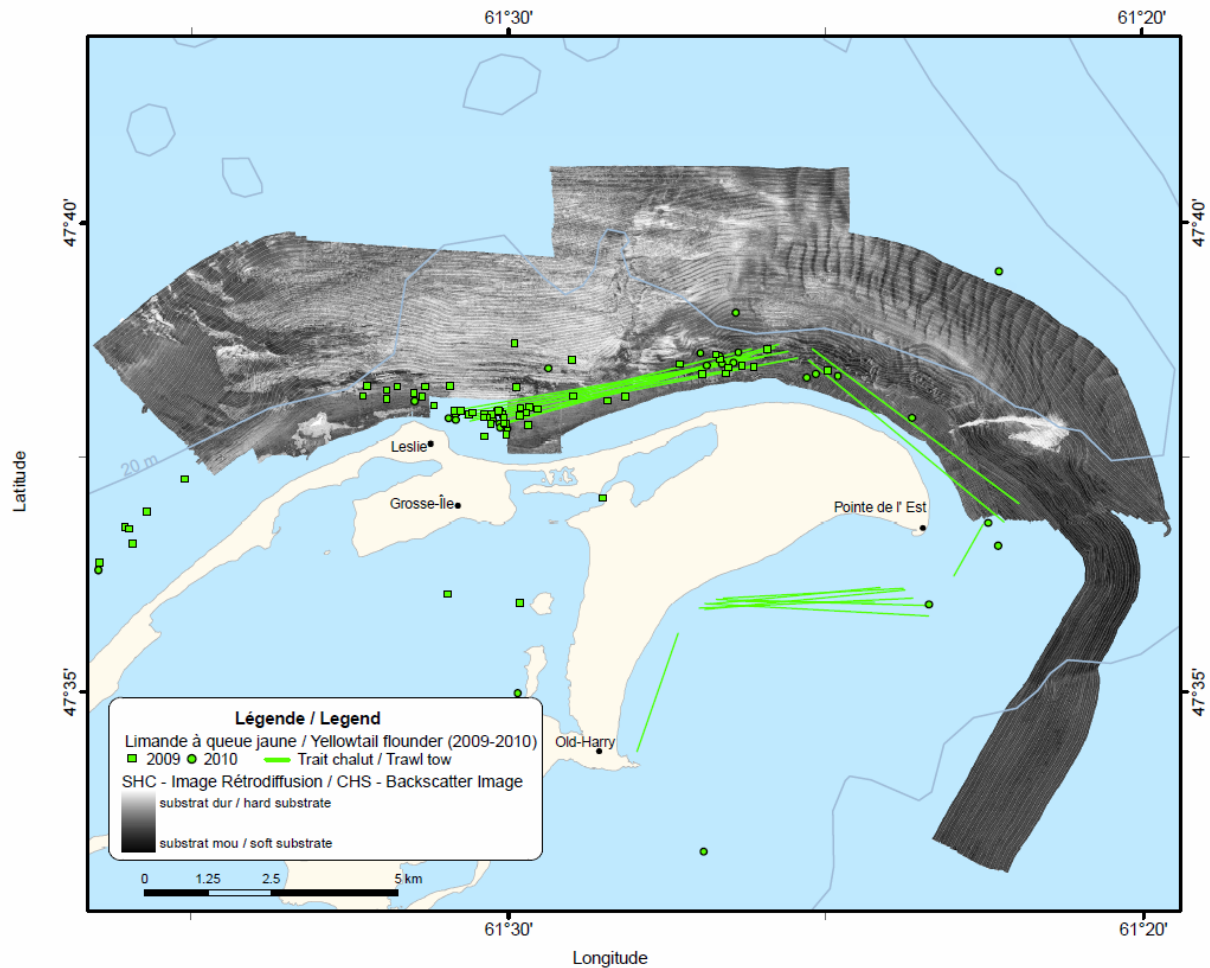 61°30' 61°20'
47°40' 47°40'
Leslie
20 m
Grosse-Île
Pointe de l' Est
Latitude
47°35' 47°35'
Légende / Legend
Limande à queue jaune / Yellowtail flounder (2009-2010)
2009 2010 Trait chalut / Trawl tow
SHC - Image Rétrodiffusion / CHS - Backscatter Image
substrat dur / hard substrate
substrat mou / soft substrate
Old-Harry
0 1.25 2.5 5 km
61°30' 61°20'
Longitude